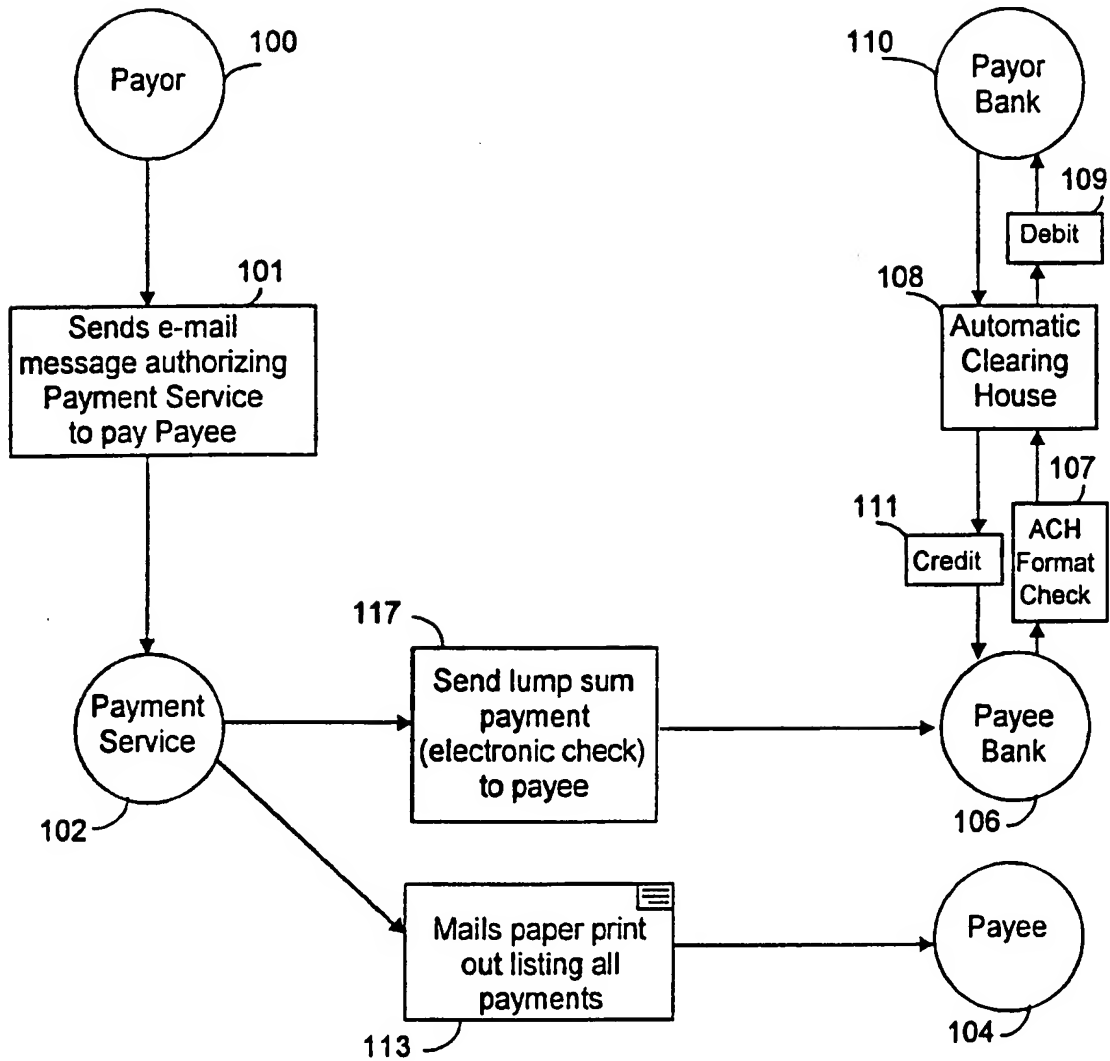 100
Payor
110
Payor
Bank
109
Debit
101
Sends e-mail
message authorizing
Payment Service
to pay Payee
108
Automatic
Clearing
House
107
ACH
Format
Check
111
Credit
117
Send lump sum
payment
(electronic check)
to payee
Payment
Service
102
Payee
Bank
106
Mails paper print
out listing all
payments
113
Payee
104